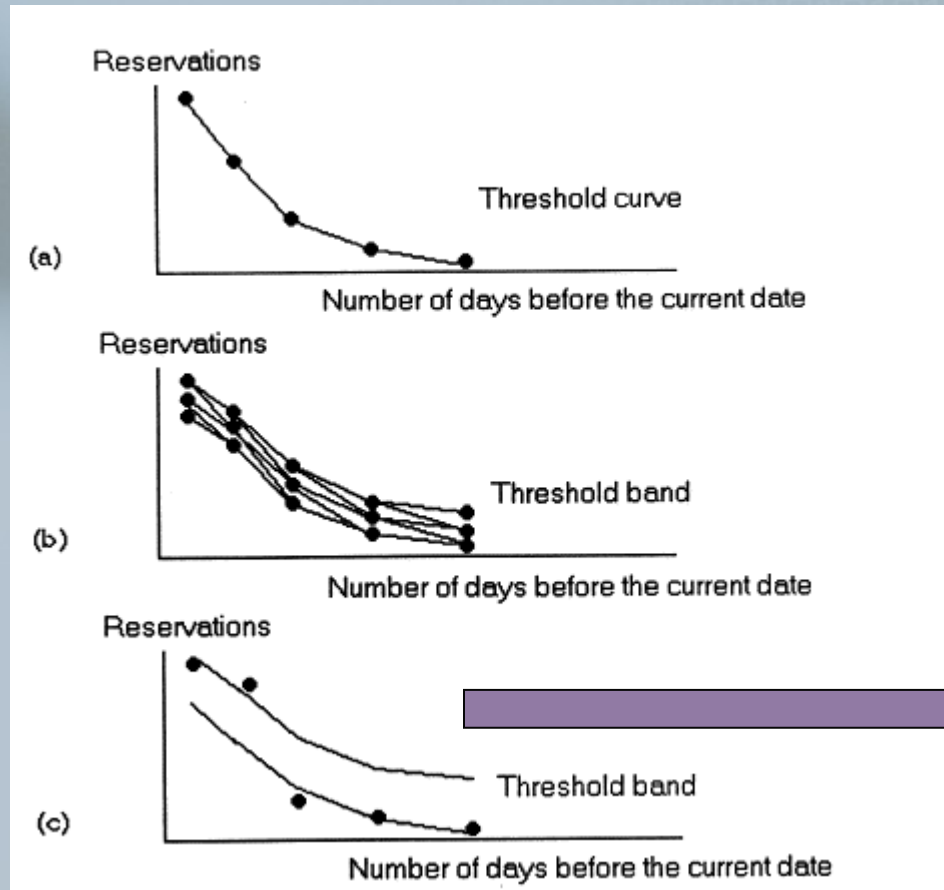 Reservations
Threshold curve
(a)
Number of days before the current date
Reservations
Threshold band
(b)
Number of days before the current date
Reservations
Threshold band
(c)
Number of days before the current date